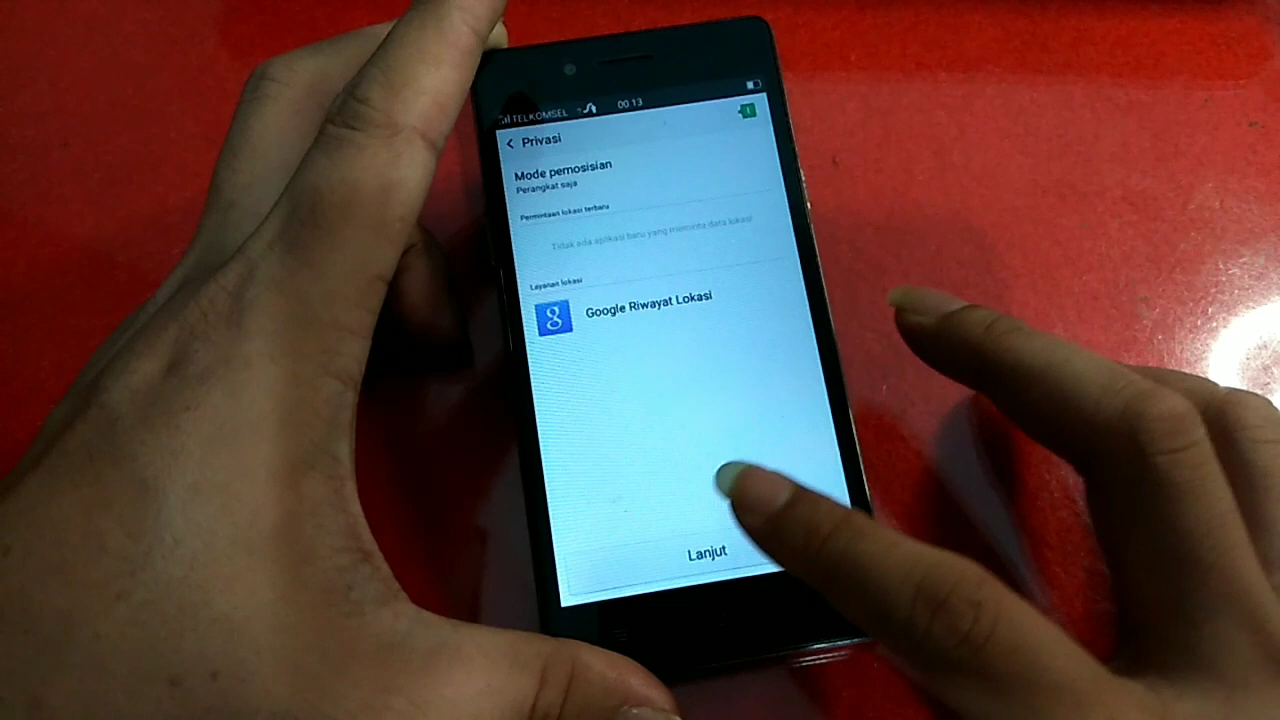 TELKOMSEL 00.13
Privasi
Mode pemosisian
Perangkat saja
Permintaan lokasi terbaru
Tidak ada aplikasi baru yang meminta data lokasi
Layanan lokasi
8 Google Riwayat Lokasi
Lanjut